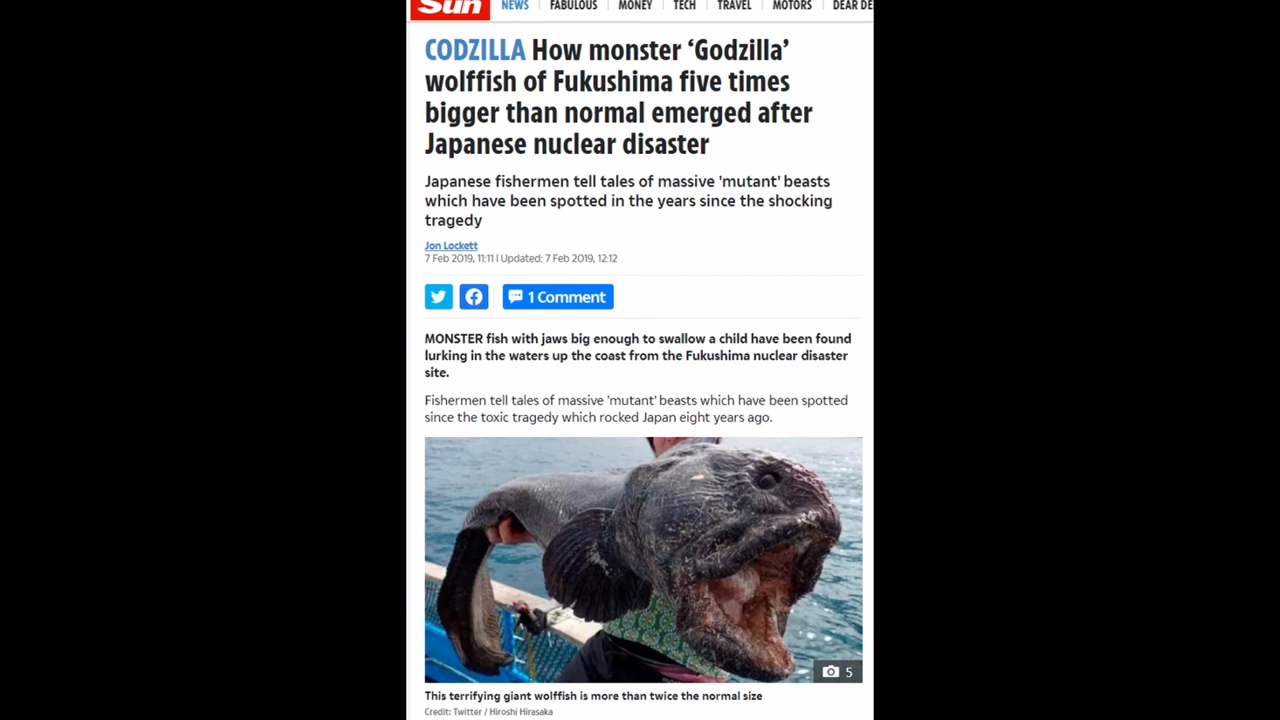 Sun NEWS FABULOUS MONEY TECH TRAVEL MOTORS DEAR DE
CODZILLA How monster ‘Godzilla’
wolffish of Fukushima five times
bigger than normal emerged after
Japanese nuclear disaster
Japanese fishermen tell tales of massive 'mutant' beasts
which have been spotted in the years since the shocking
tragedy
Jon Lockett
7 Feb 2019, 11:11 | Updated: 7 Feb 2019, 12:12
1 Comment
MONSTER fish with jaws big enough to swallow a child have been found
lurking in the waters up the coast from the Fukushima nuclear disaster
site.
Fishermen tell tales of massive 'mutant' beasts which have been spotted
since the toxic tragedy which rocked Japan eight years ago.
5
This terrifying giant wolffish is more than twice the normal size
Credit: Twitter / Hiroshi Hirasaka